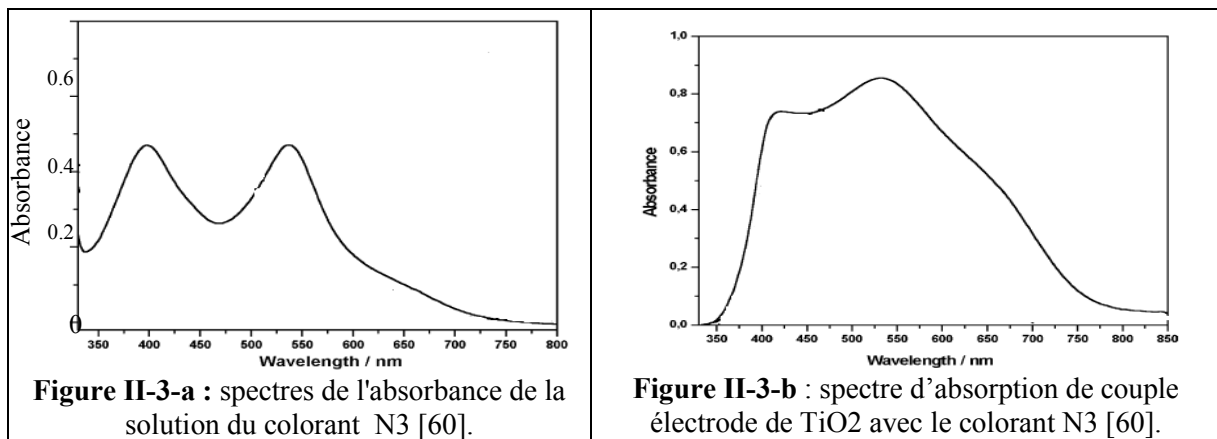 0.6
0.4
0.2
0
Absorbance
350 400 450 500 550 600 650 700 750 800
Wavelength / nm
Figure II-3-a : spectres de l'absorbance de la
solution du colorant N3 [60].
1,0
0,8
0,6
0,4
0,2
0,0
Absorbance
350 400 450 500 550 600 650 700 750 800 850
Wavelength / nm
Figure II-3-b : spectre d’absorption de couple
électrode de TiO2 avec le colorant N3 [60].